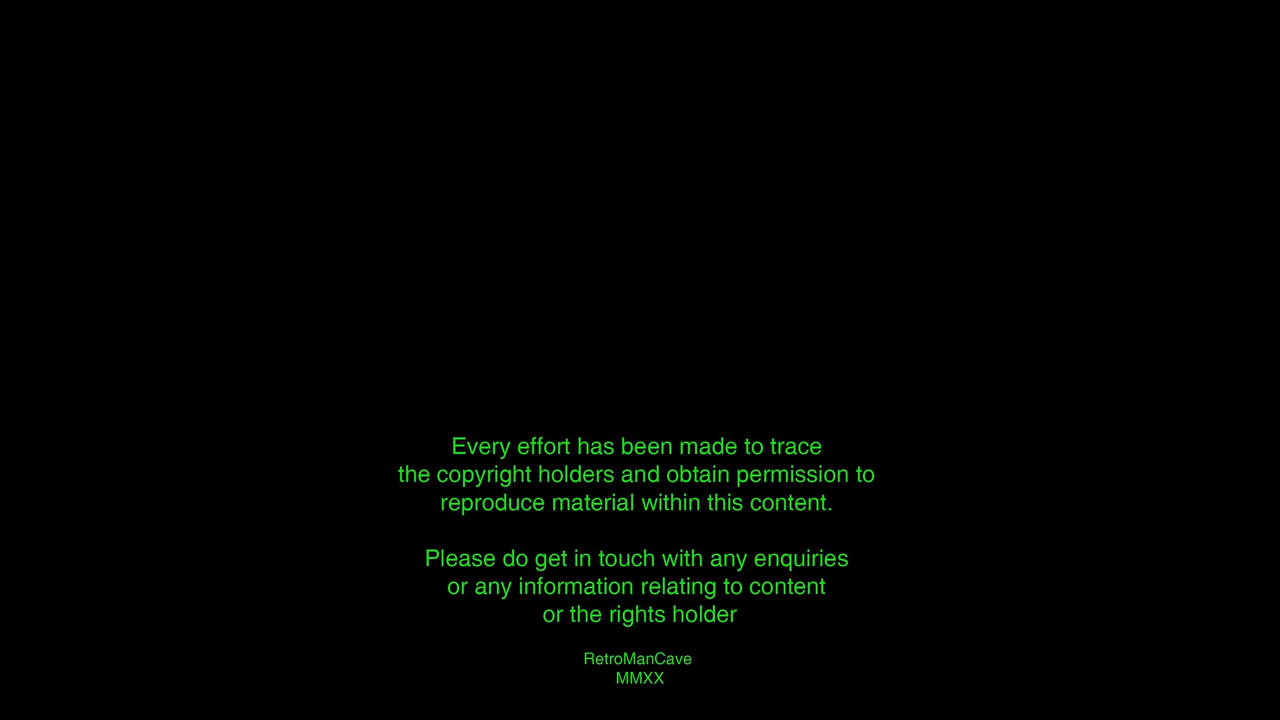 Every effort has been made to trace
the copyright holders and obtain permission to
reproduce material within this content.
Please do get in touch with any enquiries
or any information relating to content
or the rights holder
RetroManCave
MMXX